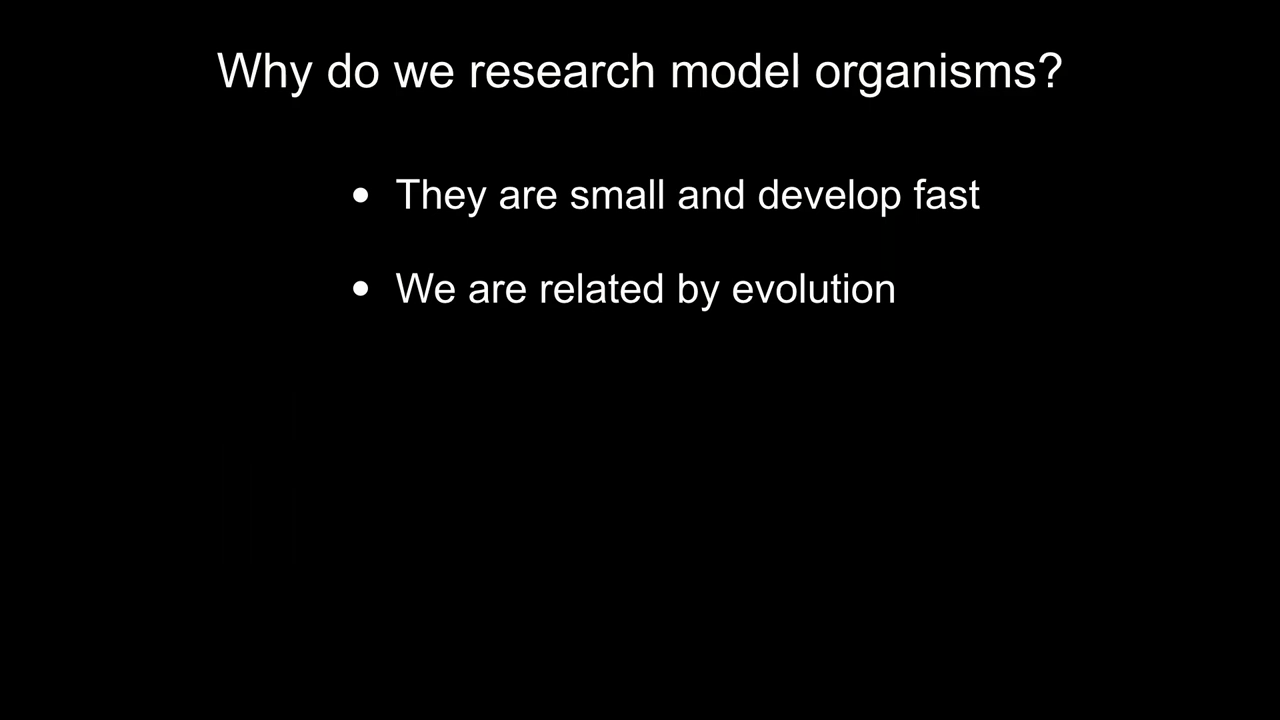 Why do we research model organisms?
• They are small and develop fast
• We are related by evolution